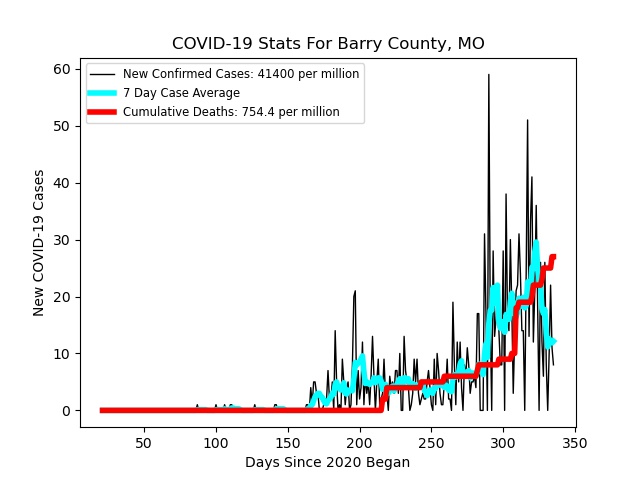 COVID-19 Stats For Barry County, MO
New Confirmed Cases: 41400 per million
7 Day Case Average
Cumulative Deaths: 754.4 per million
New COVID-19 Cases
60
50
40
30
20
10
0
50
100
150
200
250
300
350
Days Since 2020 Began